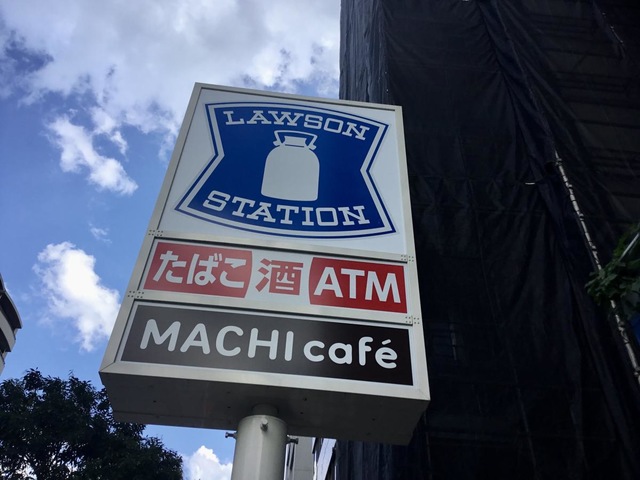 LAWSON
STATION
たばこ 酒 ATM
MACHI café